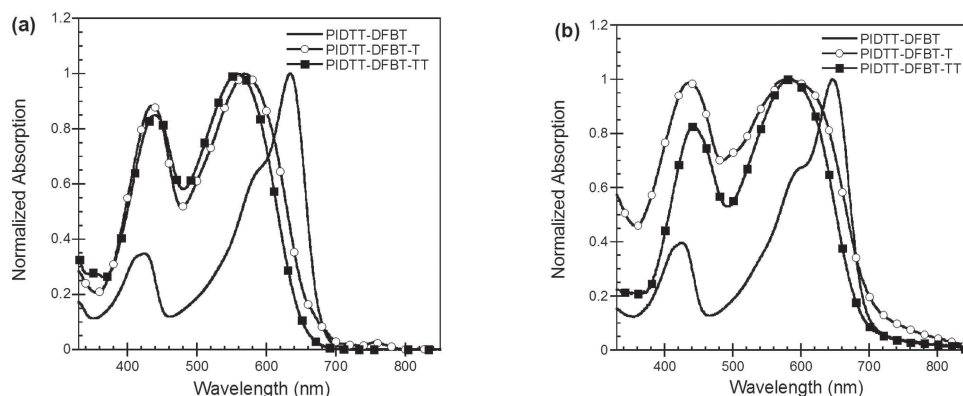 (a)
PIDTT-DFBT
PIDTT-DFBT-T
PIDTT-DFBT-TT
Normalized Absorption
1.2
1
0.8
0.6
0.4
0.2
0
400 500 600 700 800
Wavelength (nm)
(b)
PIDTT-DFBT
PIDTT-DFBT-T
PIDTT-DFBT-TT
Normalized Absorption
1.2
1
0.8
0.6
0.4
0.2
0
400 500 600 700 800
Wavelength (nm)